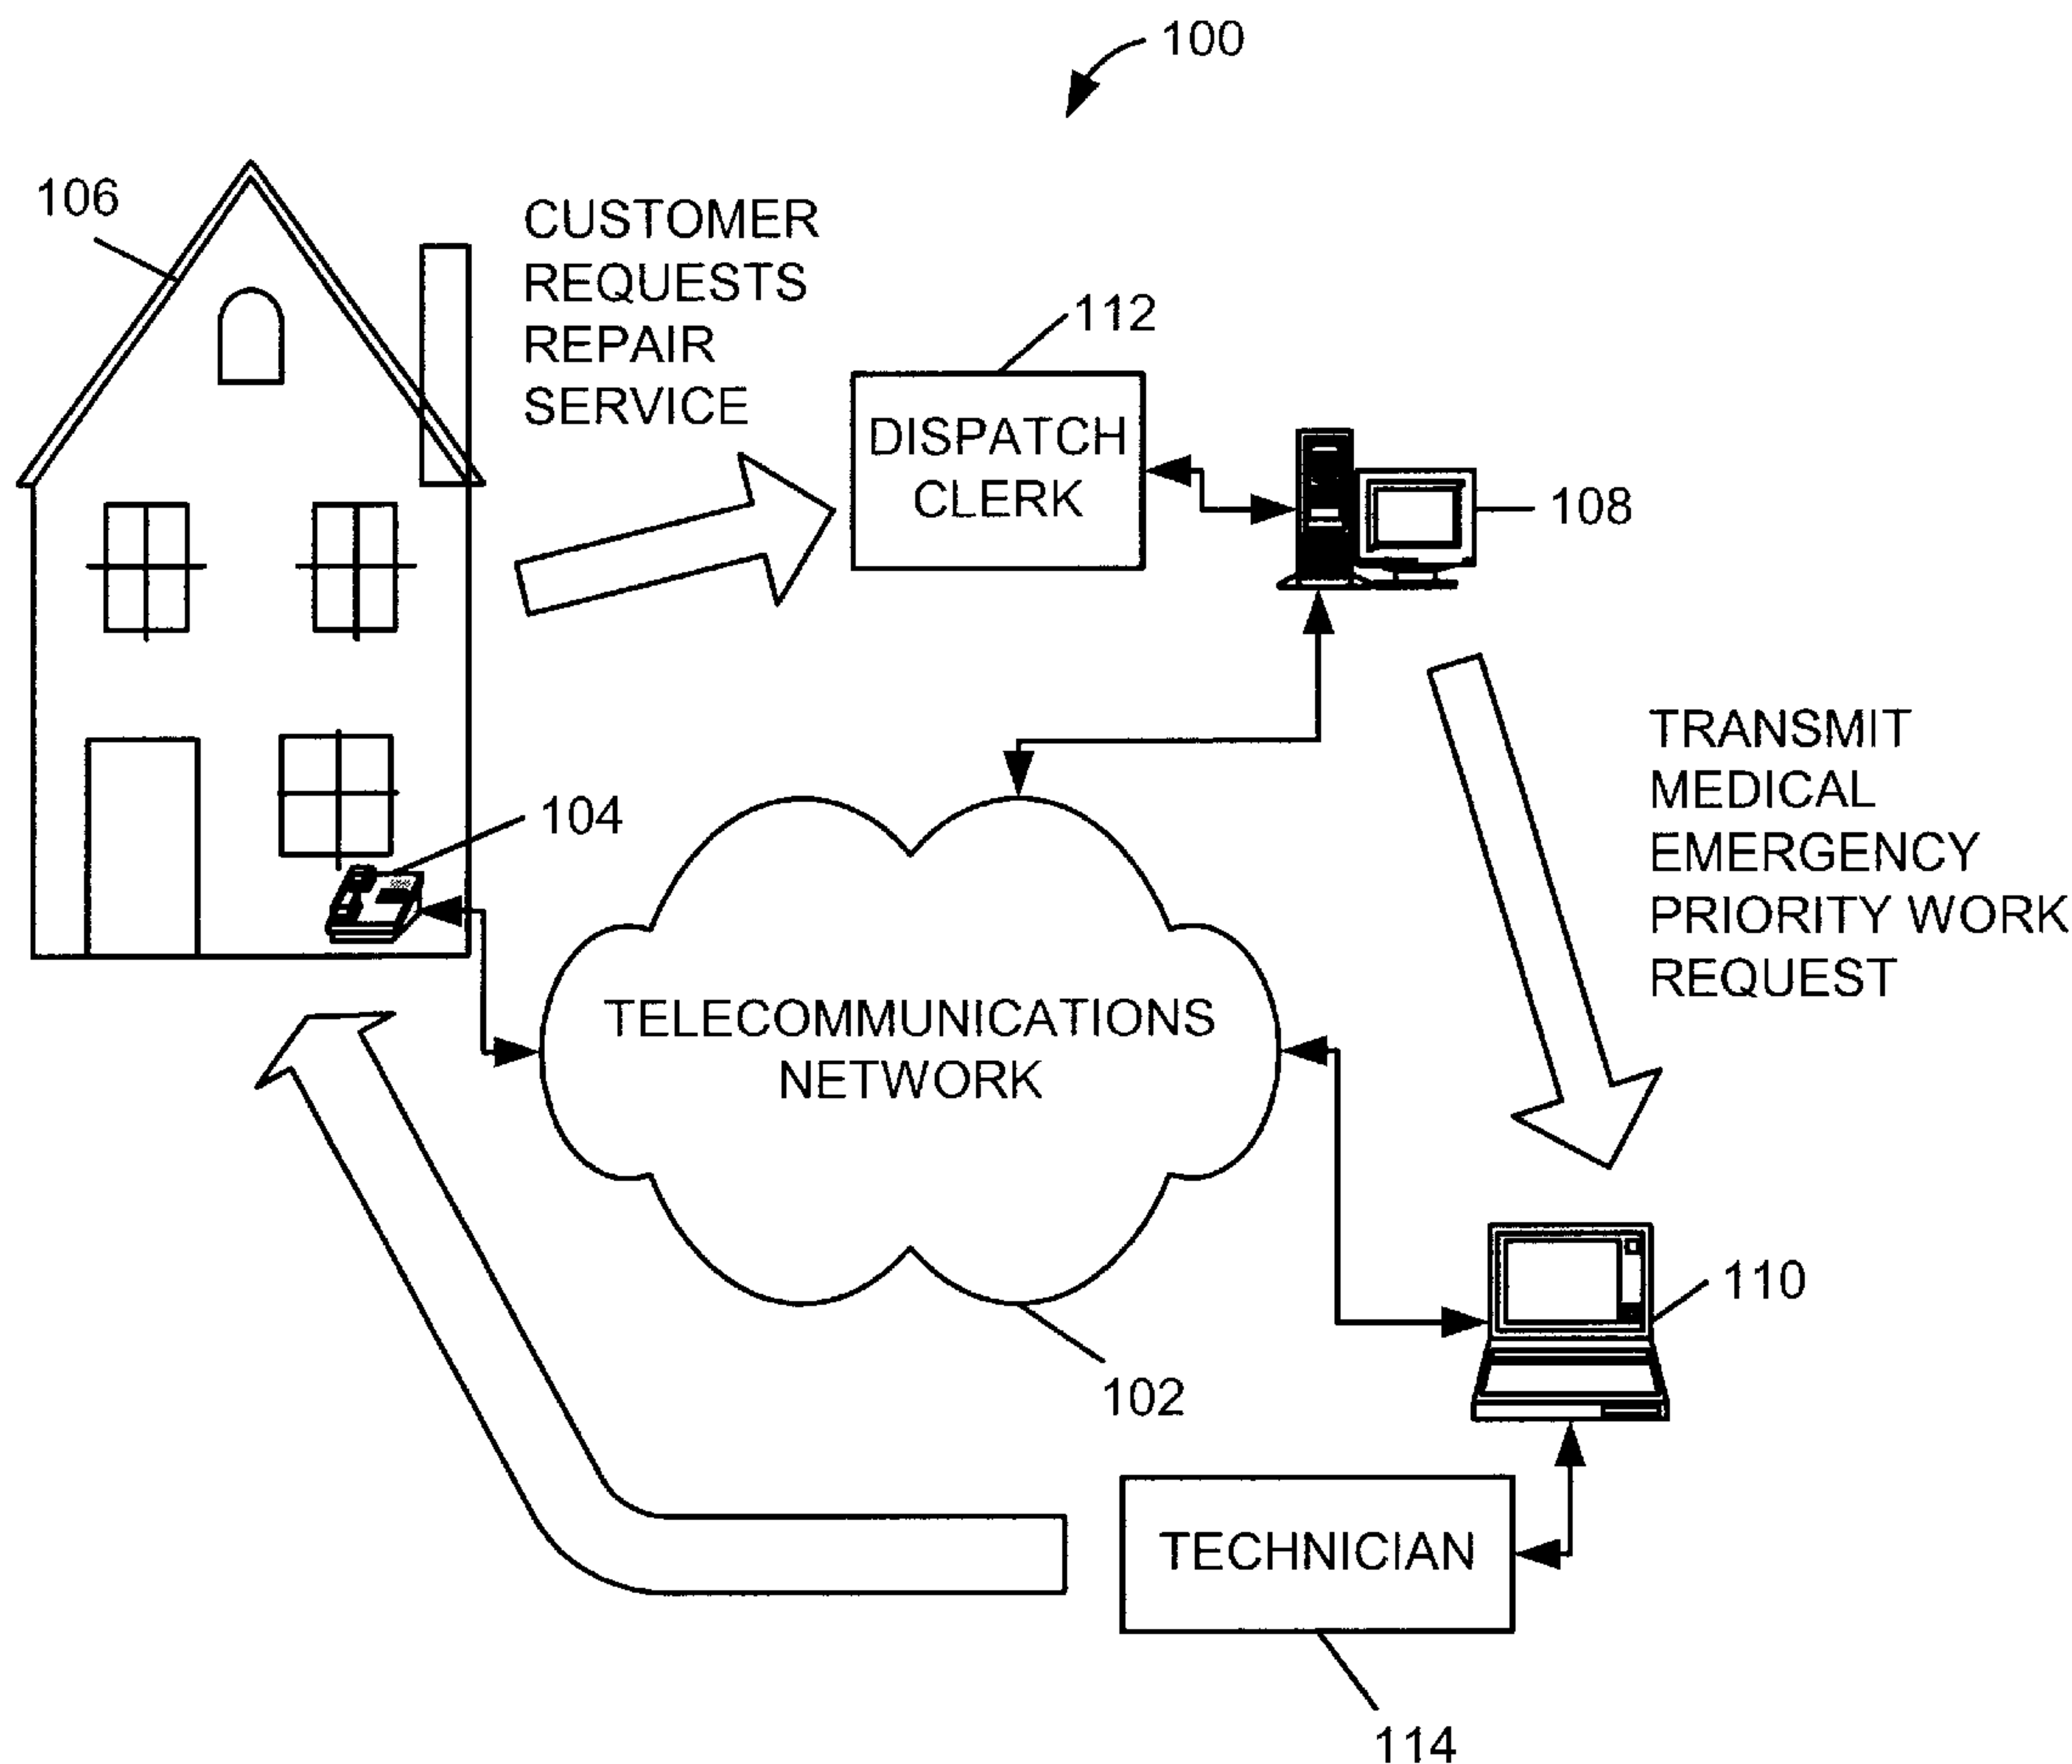 100
106
CUSTOMER
REQUESTS
REPAIR
SERVICE
112
DISPATCH
CLERK
108
TRANSMIT
MEDICAL
EMERGENCY
PRIORITY WORK
REQUEST
104
TELECOMMUNICATIONS
NETWORK
110
102
TECHNICIAN
114